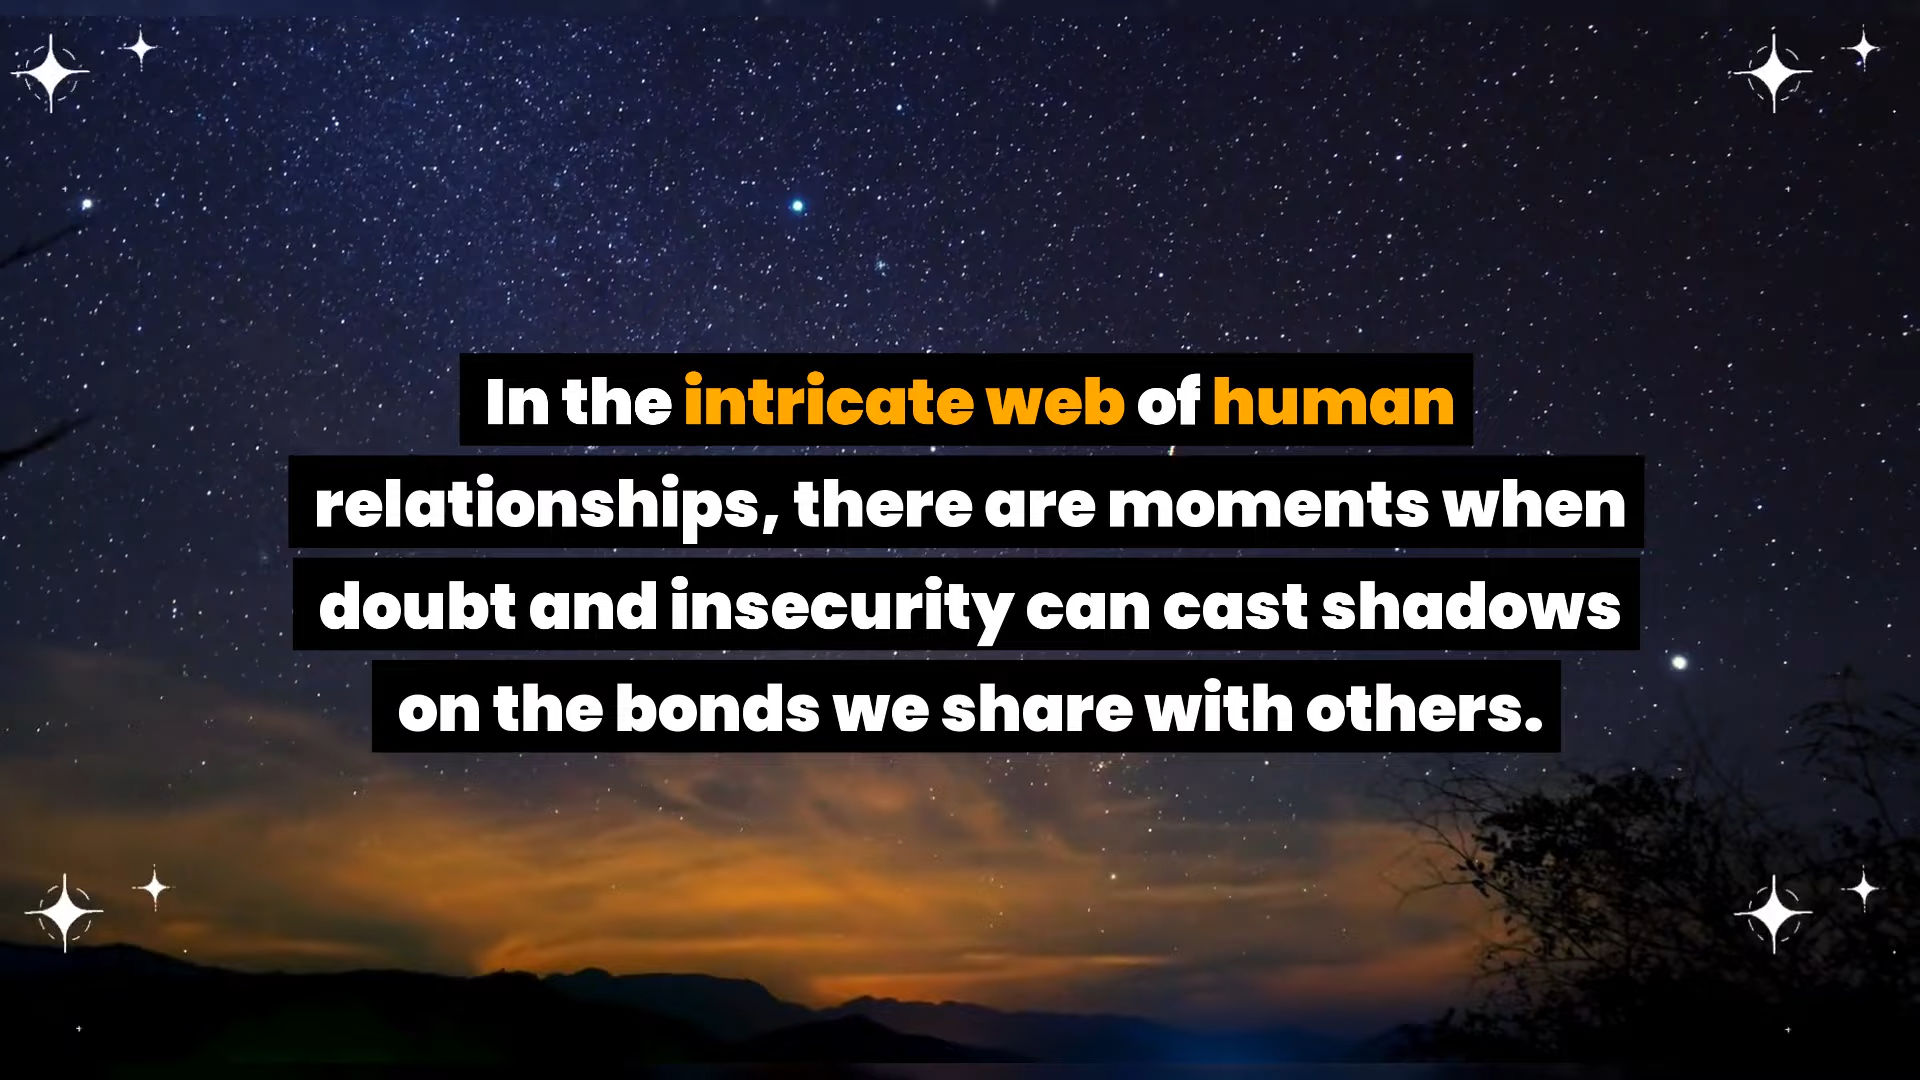 In the intricate web of human
relationships, there are moments when
doubt and insecurity can cast shadows
on the bonds we share with others.